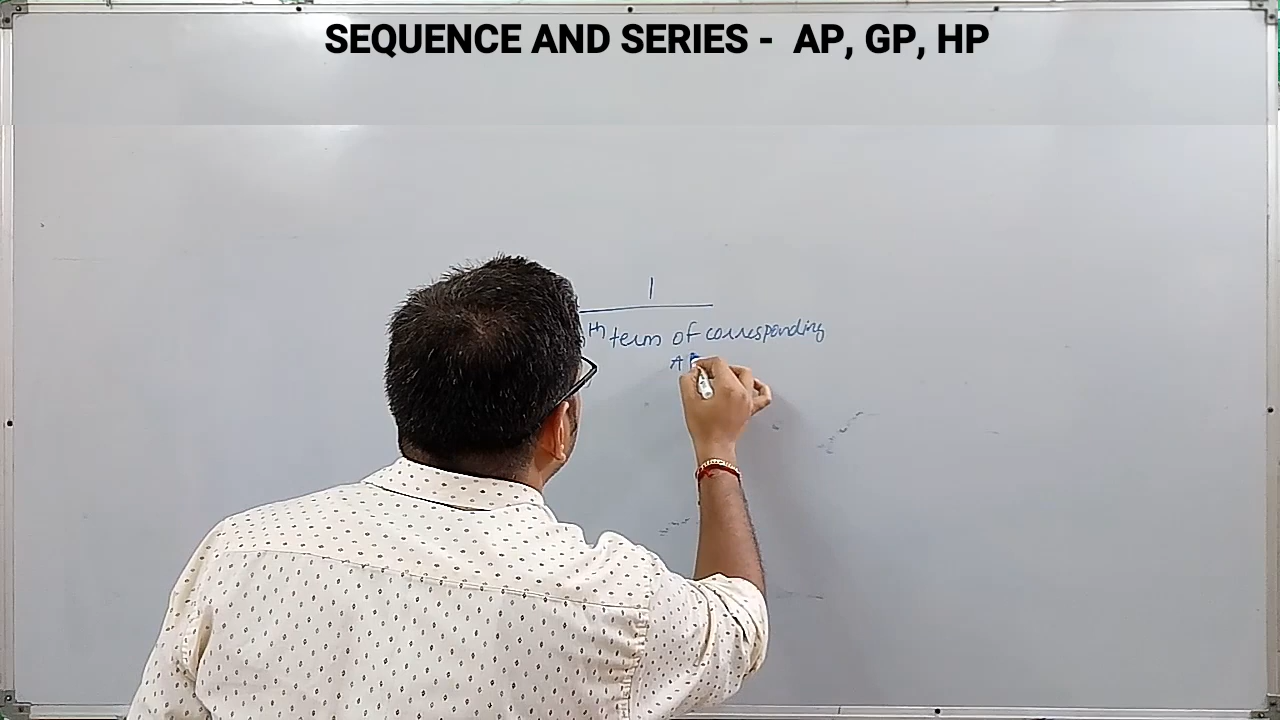 SEQUENCE AND SERIES - AP, GP, HP
1
th term of corresponding
AP